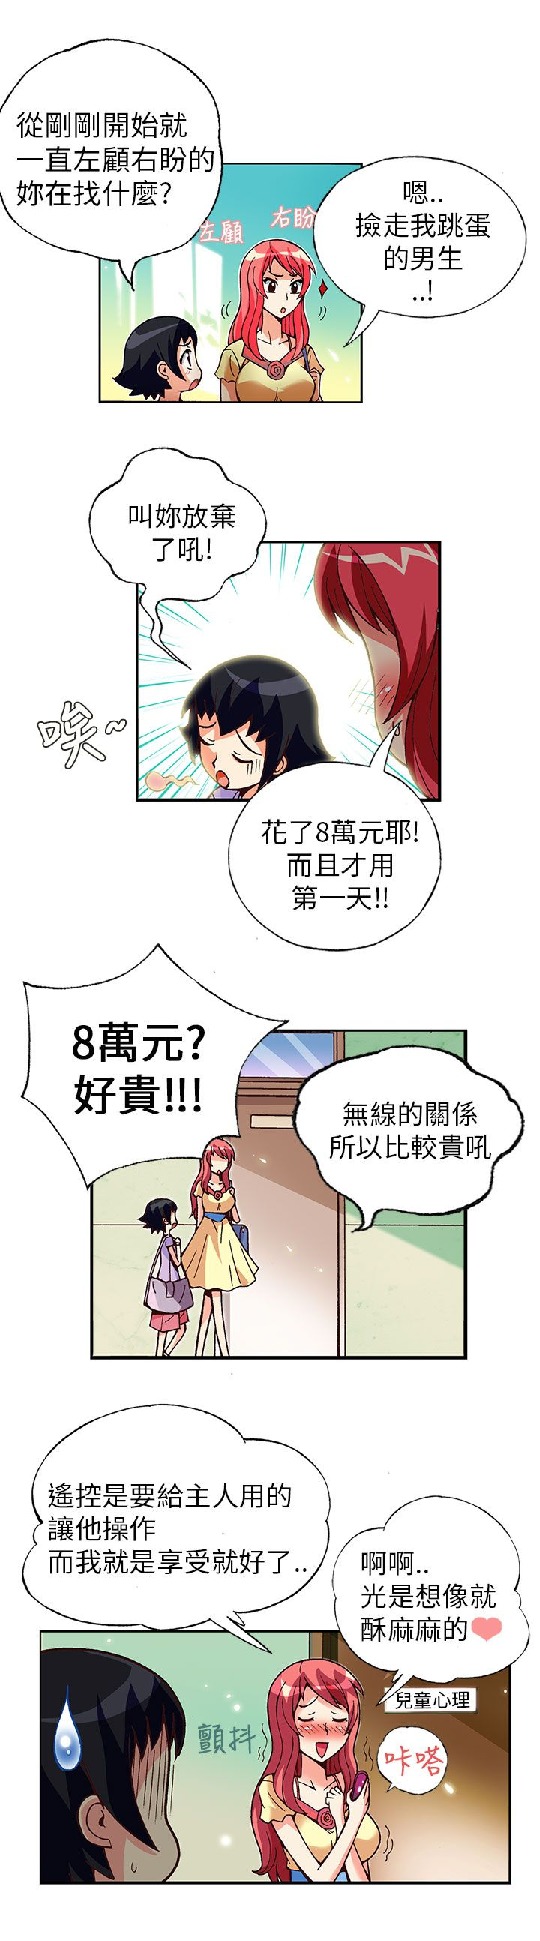 從剛剛開始就
一直左顧右盼的
妳在找什麼?
左顧
右盼
嗯..
撿走我跳蛋
的男生
..!
叫妳放棄
了吼!
唉~
花了8萬元耶!
而且才用
第一天!!
8萬元?
好貴!!!
無線的關係
所以比較貴吼
遙控是要給主人用的
讓他操作
而我就是享受就好了..
啊啊..
光是想像就
酥麻麻的❤
兒童心理
顫抖
咔嗒